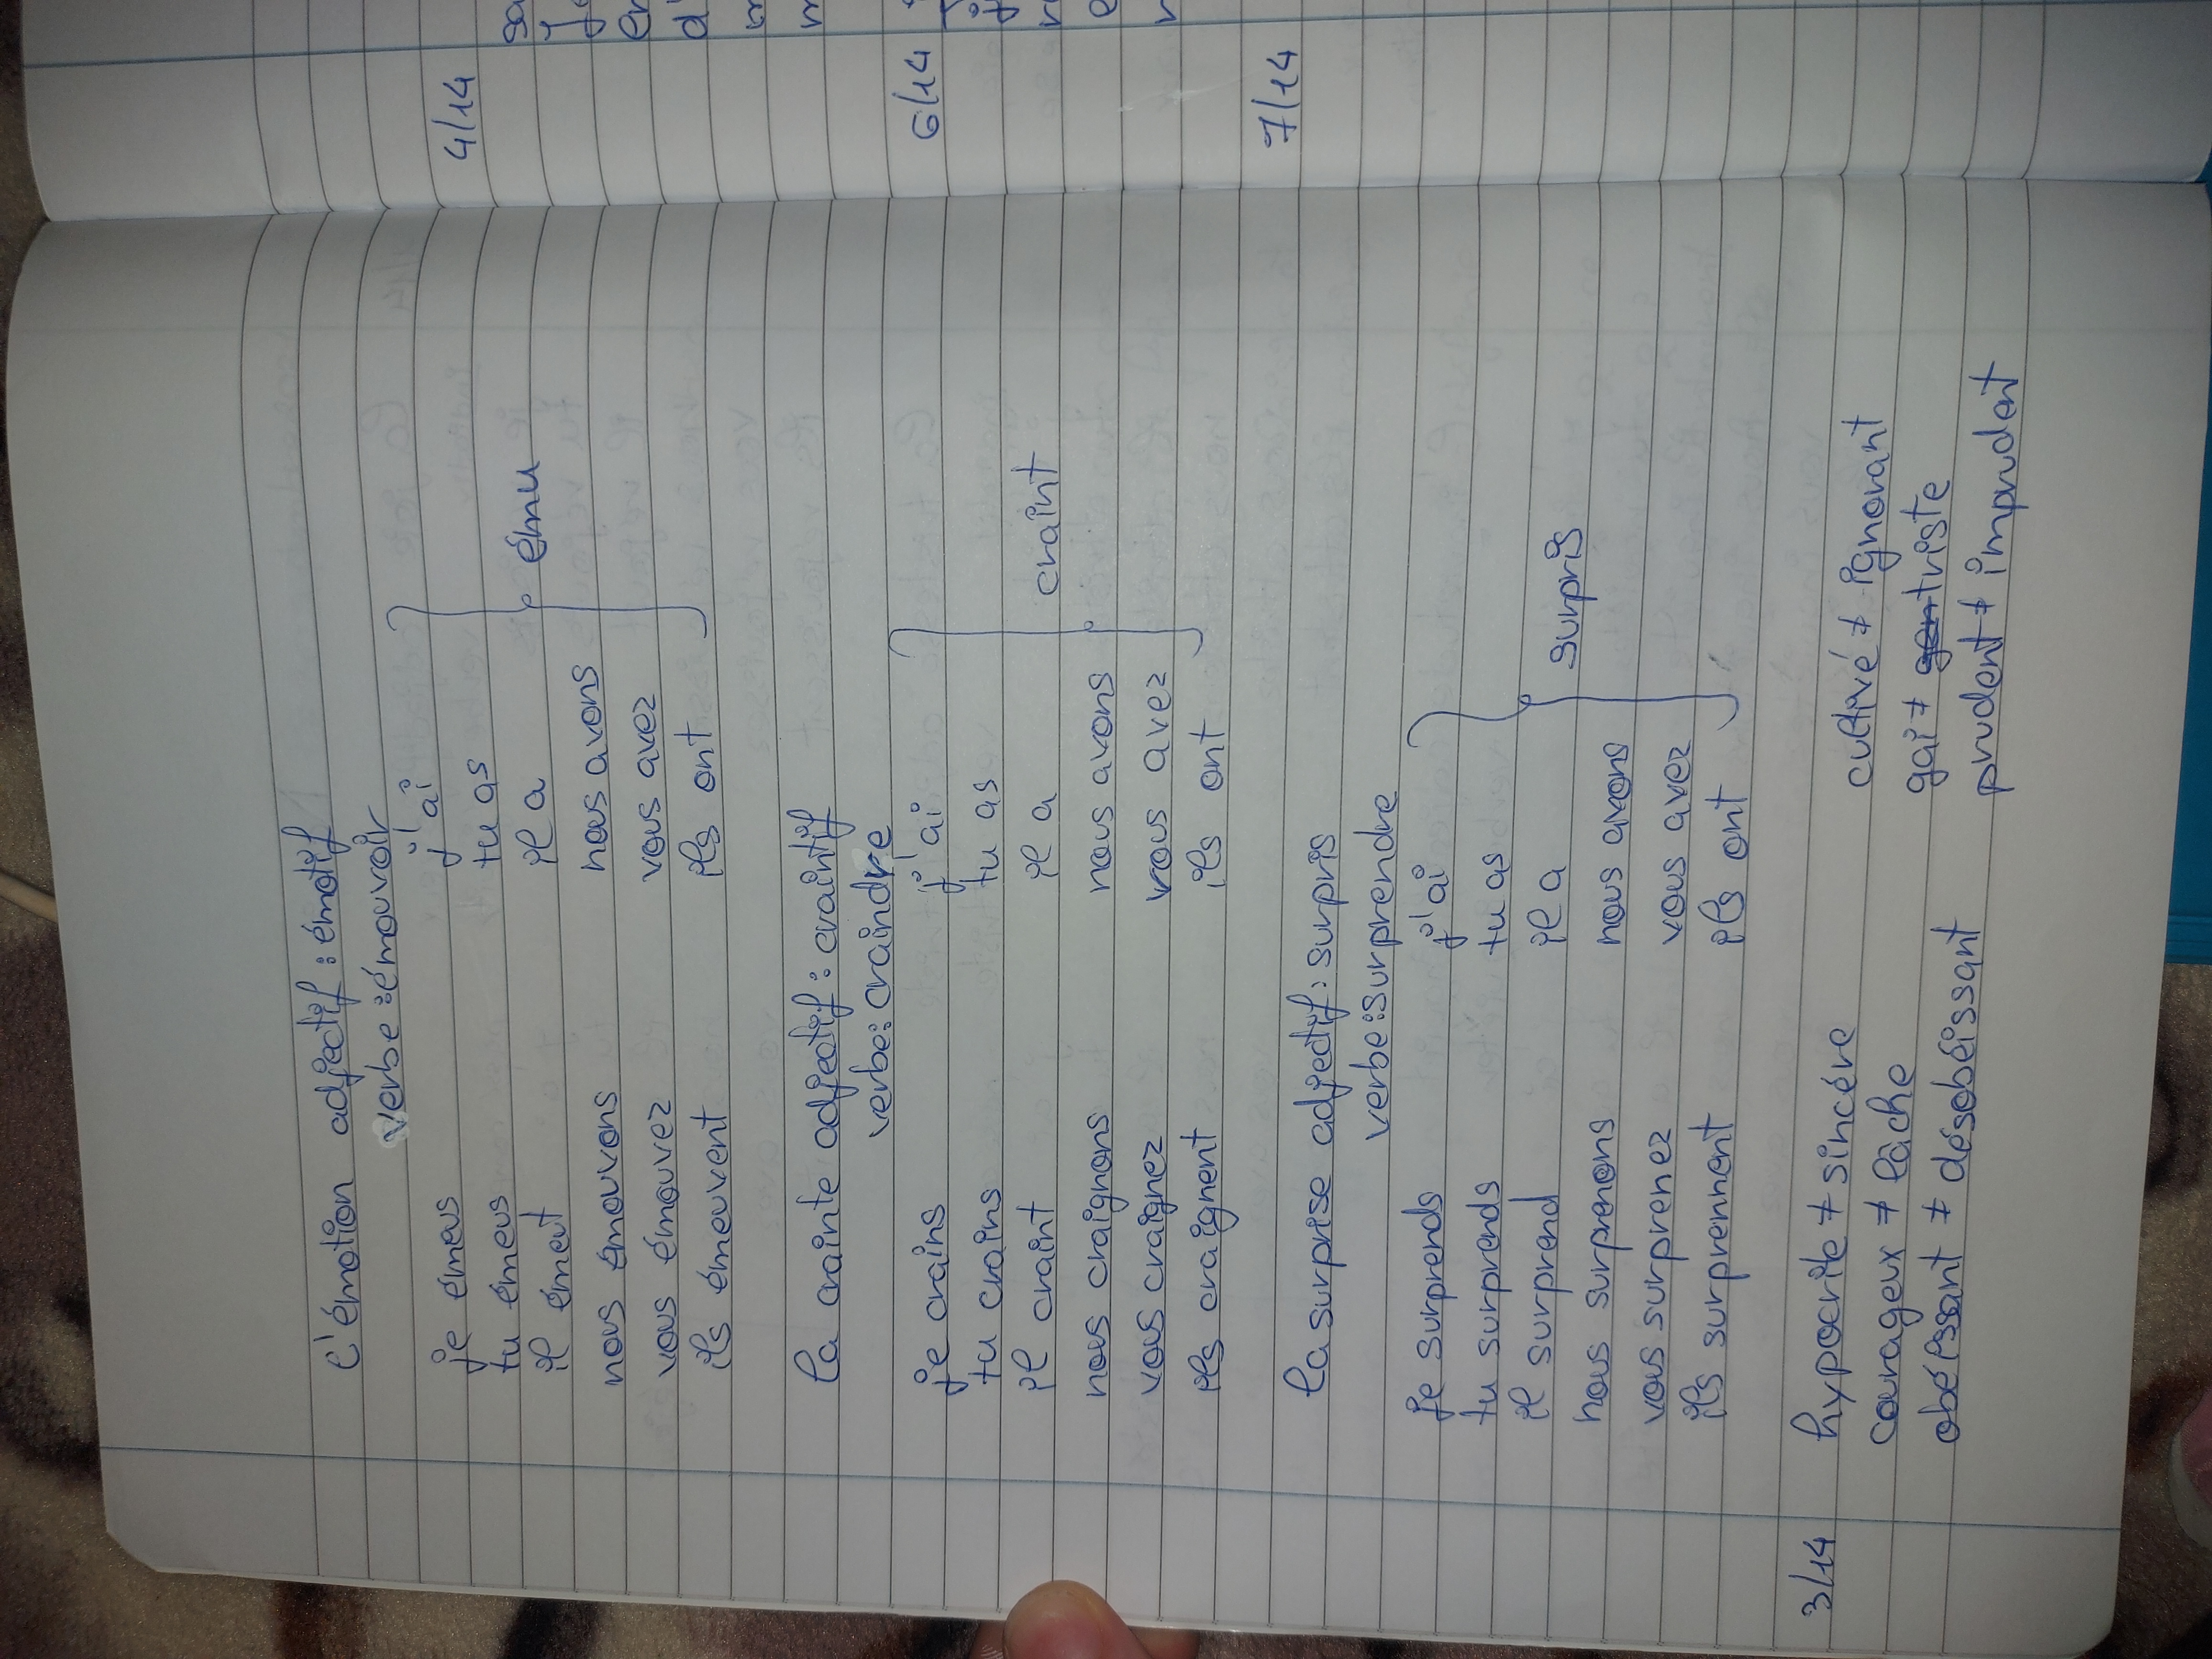 l'émotion adjectif : émotif
verbe : émouvoir
je émeus j'ai
tu émeus tu as
il émeut il a ému
nous émouvons nous avons
vous émouvez vous avez
ils émeuvent ils ont
la crainte adjectif : craintif
verbe : craindre
je crains j'ai
tu crains tu as
il craint il a craint
nous craignons nous avons
vous craignez vous avez
ils craignent ils ont
la surprise adjectif : surpris
verbe : surprendre
je surprends j'ai
tu surprends tu as
il surprend il a surpris
nous surprenons nous avons
vous surprenez vous avez
ils surprennent ils ont
3/14 hypocrite ≠ sincére cultivé ≠ ignorant
courageux ≠ lâche gai ≠ triste
obéissant ≠ désobéissant prudent ≠ imprudent
4/14
6/14
7/14